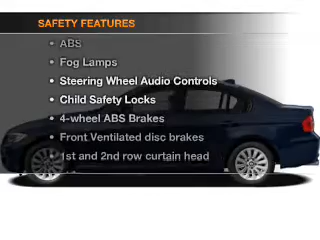 SAFETY FEATURES
• ABS
• Fog Lamps
• Steering Wheel Audio Controls
• Child Safety Locks
• 4-wheel ABS Brakes
• Front Ventilated disc brakes
• 1st and 2nd row curtain head